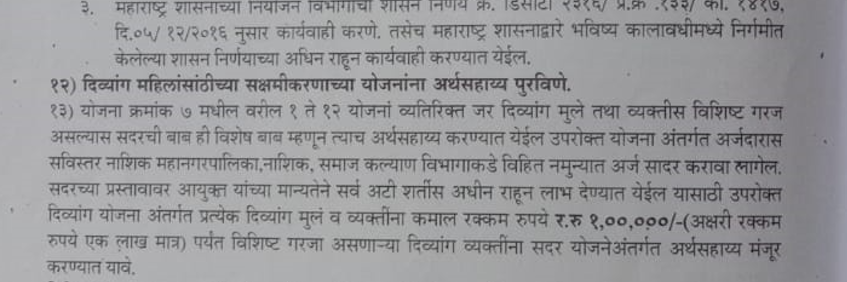 ३. महाराष्ट्र शासनाच्या नियोजन विभागाचा शासन निर्णय क्र. डिसीटी २३१६/ प्र.क्र .१३३/ का. १४१७,
दि.०५/ १२/२०१६ नुसार कार्यवाही करणे. तसेच महाराष्ट्र शासनाद्वारे भविष्य कालावधीमध्ये निर्गमीत
केलेल्या शासन निर्णयाच्या अधिन राहून कार्यवाही करण्यात येईल.
१२) दिव्यांग महिलांसांठीच्या सक्षमीकरणाच्या योजनांना अर्थसहाय्य पुरविणे.
१३) योजना क्रमांक ७ मधील वरील १ ते १२ योजनां व्यतिरिक्त जर दिव्यांग मुले तथा व्यक्तीस विशिष्ट गरज
असल्यास सदरची बाब ही विशेष बाब म्हणून त्याच अर्थसहाय्य करण्यात येईल उपरोक्त योजना अंतर्गत अर्जदारास
सविस्तर नाशिक महानगरपालिका,नाशिक, समाज कल्याण विभागाकडे विहित नमुन्यात अर्ज सादर करावा लागेल.
सदरच्या प्रस्तावावर आयुक्त यांच्या मान्यतेने सर्व अटी शर्तीस अधीन राहून लाभ देण्यात येईल यासाठी उपरोक्त
दिव्यांग योजना अंतर्गत प्रत्येक दिव्यांग मुलं व व्यक्तींना कमाल रक्कम रुपये र.रु १,००,०००/-(अक्षरी रक्कम
रुपये एक लाख मात्र) पर्यंत विशिष्ट गरजा असणाऱ्या दिव्यांग व्यक्तींना सदर योजनेअंतर्गत अर्थसहाय्य मंजूर
करण्यात यावे.